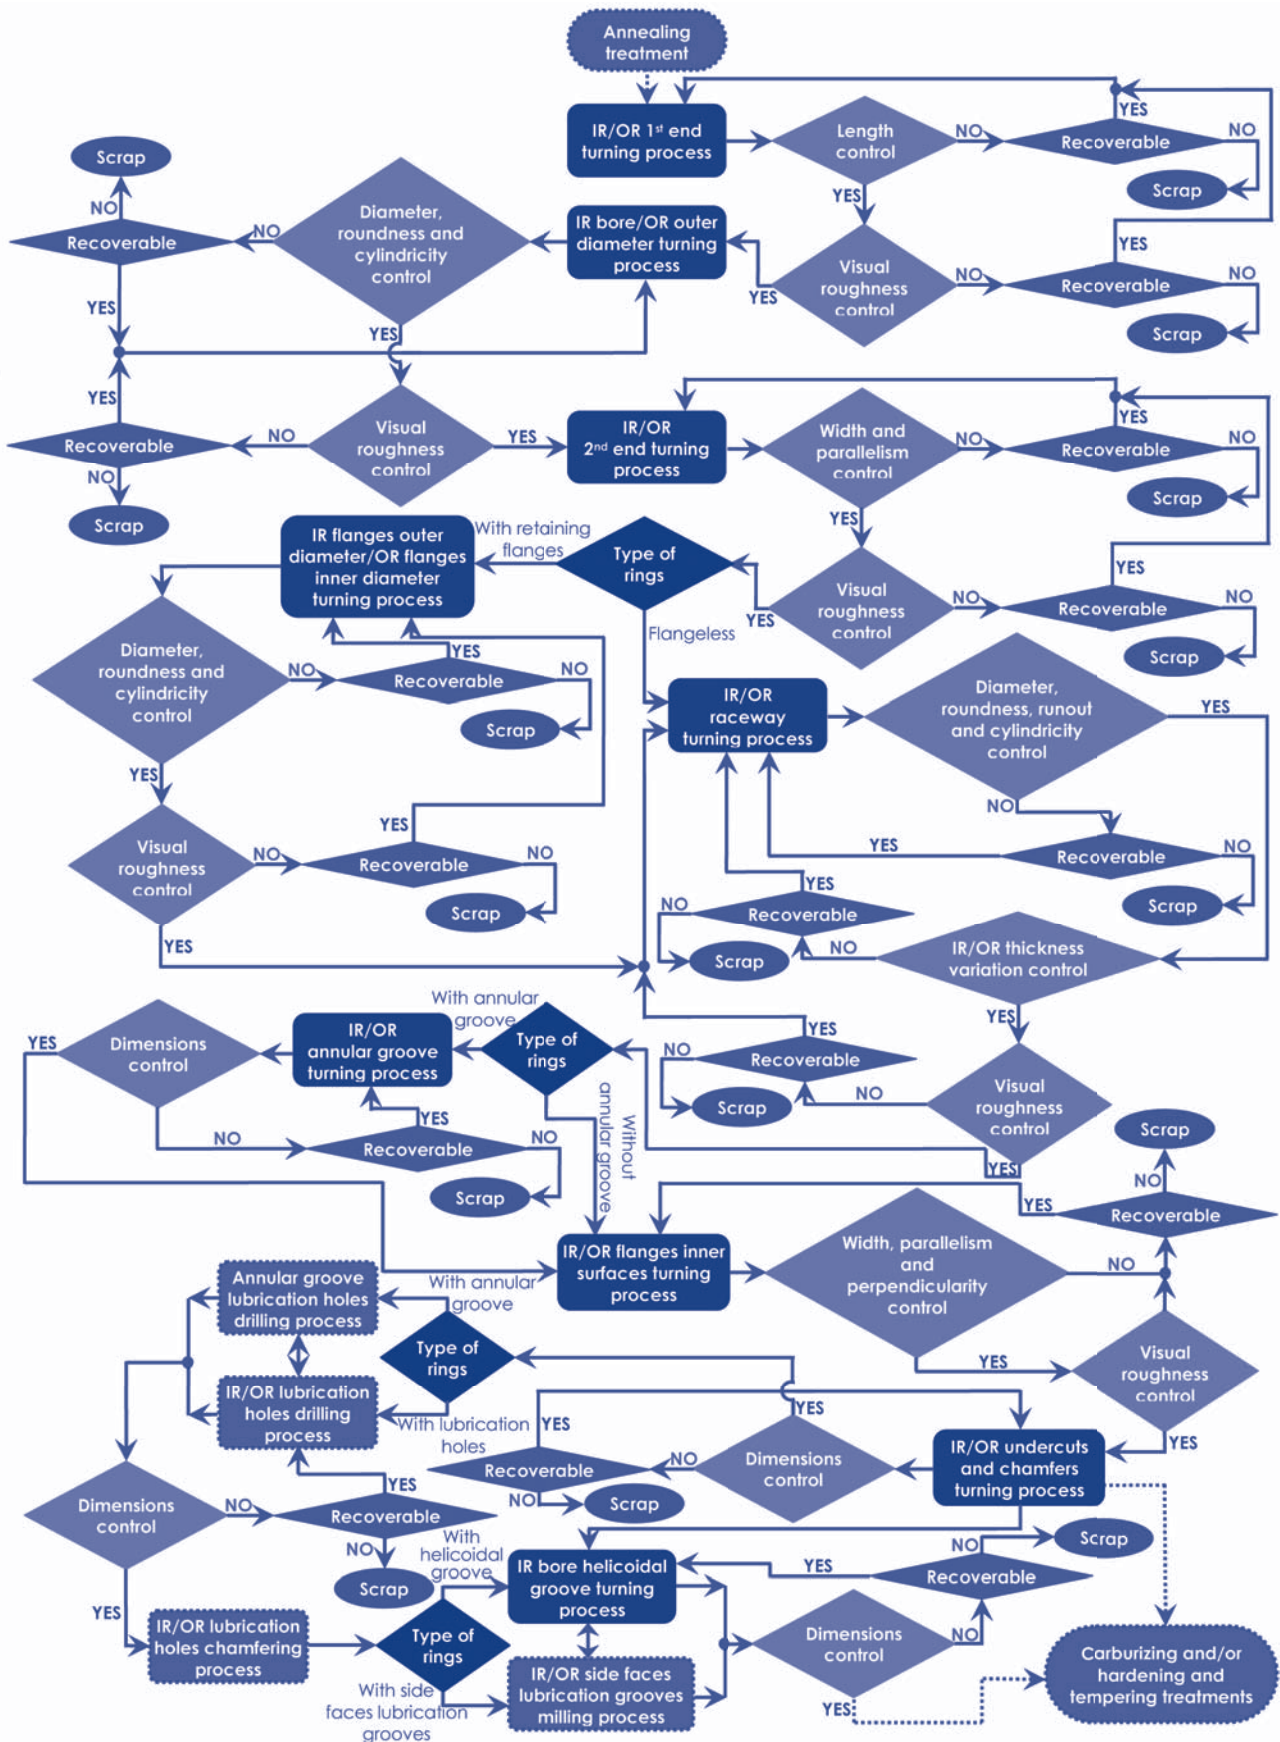 Annealing
treatment
IR/OR 1st end
turning process
Length
control
NO
Recoverable
YES
NO
Scrap
YES
Scrap
NO
Recoverable
NO
Diameter,
roundness and
cylindricity
control
IR bore/OR outer
diameter turning
process
YES
Visual
roughness
control
NO
Recoverable
YES
NO
Scrap
YES
YES
YES
Recoverable
NO
Visual
roughness
control
YES
NO
Scrap
IR/OR
2nd end turning
process
Width and
parallelism
control
NO
Recoverable
YES
NO
Scrap
YES
IR flanges outer
diameter/OR flanges
inner diameter
turning process
With retaining
flanges
Type of
rings
YES
Visual
roughness
control
NO
Recoverable
YES
NO
Scrap
Flangeless
Diameter,
roundness and
cylindricity
control
NO
Recoverable
YES
NO
Scrap
IR/OR
raceway
turning process
Diameter,
roundness, runout
and cylindricity
control
YES
YES
NO
Visual
roughness
control
NO
Recoverable
YES
NO
Scrap
YES
Recoverable
NO
Scrap
YES
Recoverable
NO
Scrap
NO
IR/OR thickness
variation control
YES
YES
YES
Dimensions
control
IR/OR
annular groove
turning process
With annular
groove
Type of
rings
YES
Recoverable
NO
Scrap
NO
Visual
roughness
control
YES
NO
Recoverable
YES
NO
Scrap
Without
annular groove
Scrap
NO
Recoverable
YES
IR/OR flanges inner
surfaces turning
process
Width, parallelism
and
perpendicularity
control
NO
YES
Visual
roughness
control
YES
Annular groove
lubrication holes
drilling process
With annular
groove
Type of
rings
IR/OR lubrication
holes drilling
process
With lubrication
holes
YES
Recoverable
NO
Dimensions
control
YES
IR/OR undercuts
and chamfers
turning process
NO
Scrap
Dimensions
control
NO
Recoverable
YES
NO
Scrap
With
helicoidal
groove
IR bore helicoidal
groove turning
process
YES
Recoverable
NO
Scrap
YES
IR/OR lubrication
holes chamfering
process
Type of
rings
With side
faces lubrication
grooves
IR/OR side faces
lubrication grooves
milling process
Dimensions
control
NO
YES
Carburizing and/or
hardening and
tempering treatments